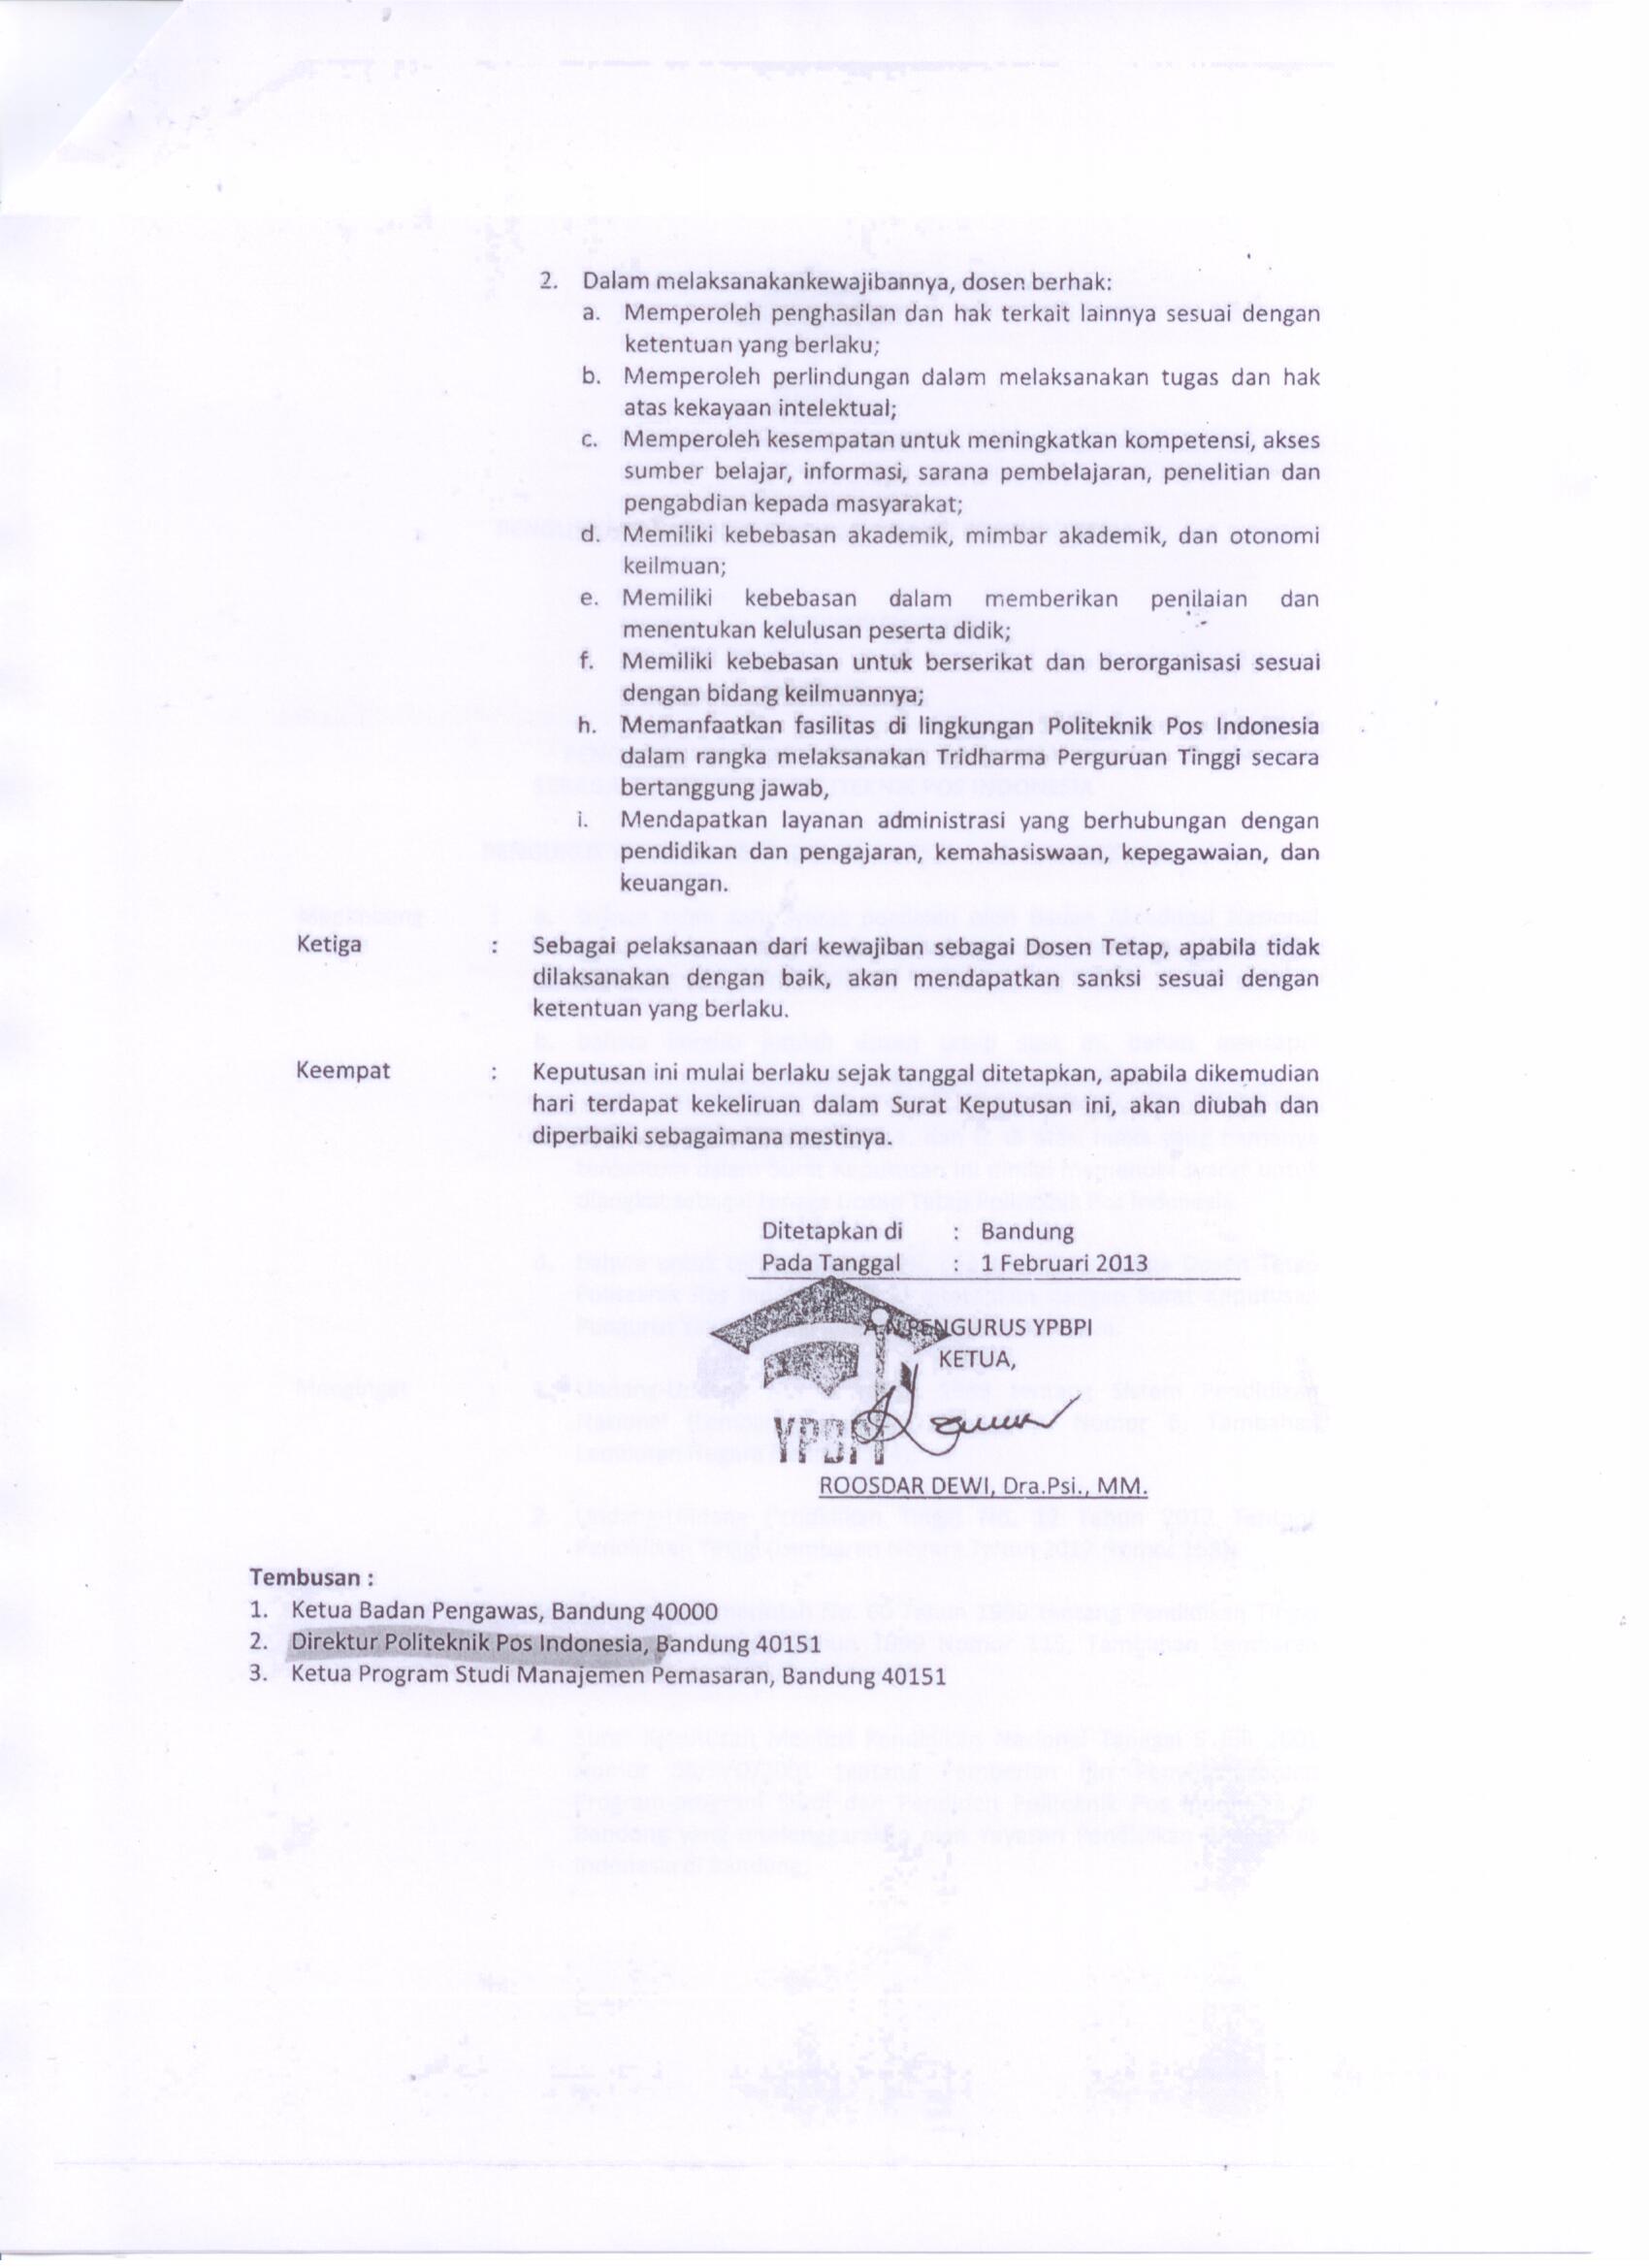 2. Dalam melaksanakankewajibannya, dosen berhak:
a. Memperoleh penghasilan dan hak terkait lainnya sesuai dengan
ketentuan yang berlaku;
b. Memperoleh perlindungan dalam melaksanakan tugas dan hak
atas kekayaan intelektual;
c. Memperoleh kesempatan untuk meningkatkan kompetensi, akses
sumber belajar, informasi, sarana pembelajaran, penelitian dan
pengabdian kepada masyarakat;
d. Memiliki kebebasan akademik, mimbar akademik, dan otonomi
keilmuan;
e. Memiliki kebebasan dalam memberikan penilaian dan
menentukan kelulusan peserta didik;
f. Memiliki kebebasan untuk berserikat dan berorganisasi sesuai
dengan bidang keilmuannya;
h. Memanfaatkan fasilitas di lingkungan Politeknik Pos Indonesia
dalam rangka melaksanakan Tridharma Perguruan Tinggi secara
bertanggung jawab,
i. Mendapatkan layanan administrasi yang berhubungan dengan
pendidikan dan pengajaran, kemahasiswaan, kepegawaian, dan
keuangan.
Ketiga : Sebagai pelaksanaan dari kewajiban sebagai Dosen Tetap, apabila tidak
dilaksanakan dengan baik, akan mendapatkan sanksi sesuai dengan
ketentuan yang berlaku.
Keempat : Keputusan ini mulai berlaku sejak tanggal ditetapkan, apabila dikemudian
hari terdapat kekeliruan dalam Surat Keputusan ini, akan diubah dan
diperbaiki sebagaimana mestinya.
Ditetapkan di : Bandung
Pada Tanggal : 1 Februari 2013
A.N PENGURUS YPBPI
KETUA,
YPBPI
ROOSDAR DEWI, Dra.Psi., MM.
Tembusan :
1. Ketua Badan Pengawas, Bandung 40000
2. Direktur Politeknik Pos Indonesia, Bandung 40151
3. Ketua Program Studi Manajemen Pemasaran, Bandung 40151